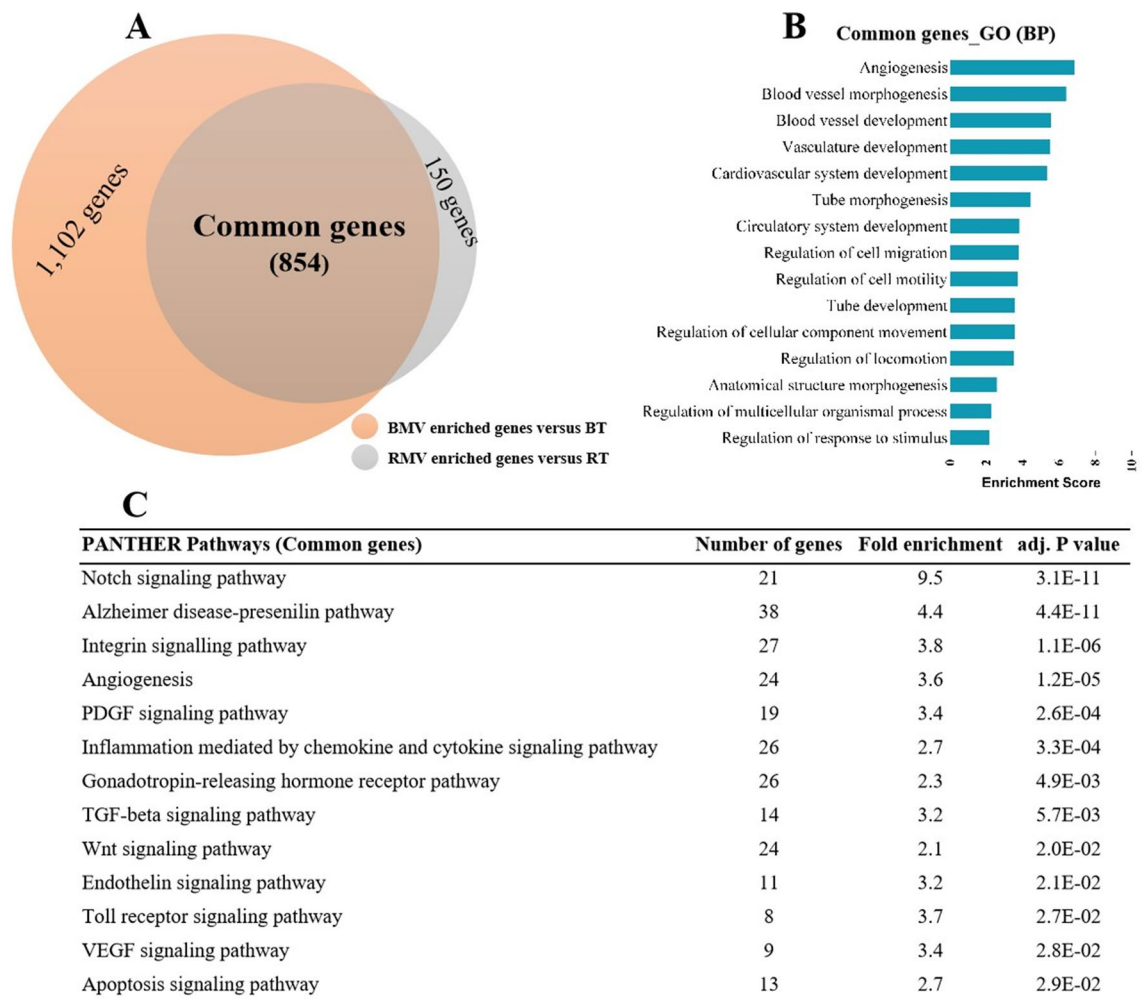 A
1,102 genes
Common genes
(854)
150 genes
BMV enriched genes versus BT
RMV enriched genes versus RT
B
Common genes_GO (BP)
Angiogenesis
Blood vessel morphogenesis
Blood vessel development
Vasculature development
Cardiovascular system development
Tube morphogenesis
Circulatory system development
Regulation of cell migration
Regulation of cell motility
Tube development
Regulation of cellular component movement
Regulation of locomotion
Anatomical structure morphogenesis
Regulation of multicellular organismal process
Regulation of response to stimulus
0 2 4 6 8 10
Enrichment Score
C
PANTHER Pathways (Common genes) Number of genes Fold enrichment adj. P value
Notch signaling pathway 21 9.5 3.1E-11
Alzheimer disease-presenilin pathway 38 4.4 4.4E-11
Integrin signalling pathway 27 3.8 1.1E-06
Angiogenesis 24 3.6 1.2E-05
PDGF signaling pathway 19 3.4 2.6E-04
Inflammation mediated by chemokine and cytokine signaling pathway 26 2.7 3.3E-04
Gonadotropin-releasing hormone receptor pathway 26 2.3 4.9E-03
TGF-beta signaling pathway 14 3.2 5.7E-03
Wnt signaling pathway 24 2.1 2.0E-02
Endothelin signaling pathway 11 3.2 2.1E-02
Toll receptor signaling pathway 8 3.7 2.7E-02
VEGF signaling pathway 9 3.4 2.8E-02
Apoptosis signaling pathway 13 2.7 2.9E-02